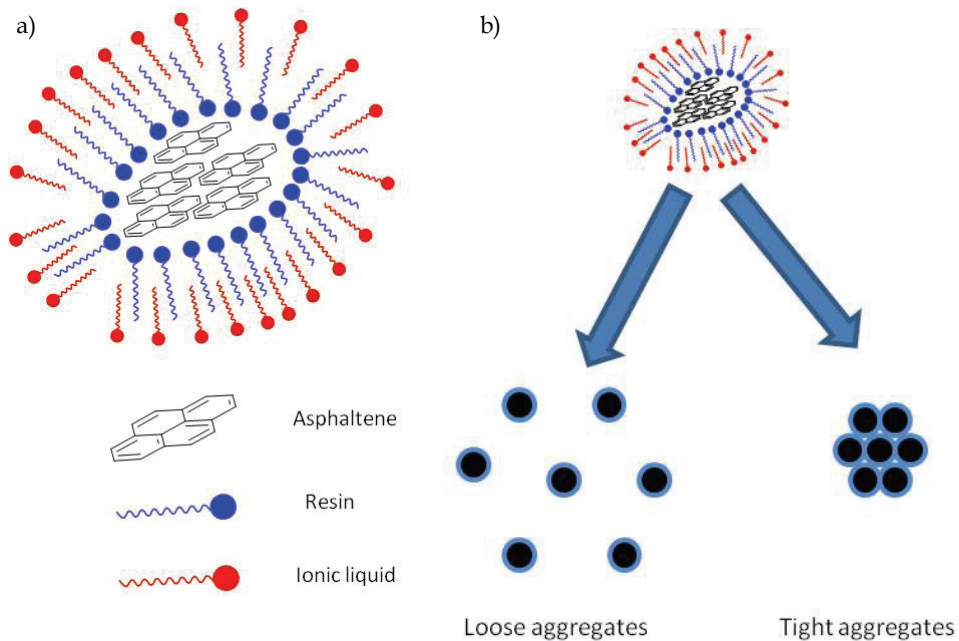 a)
b)
Asphaltene
Resin
Ionic liquid
Loose aggregates
Tight aggregates